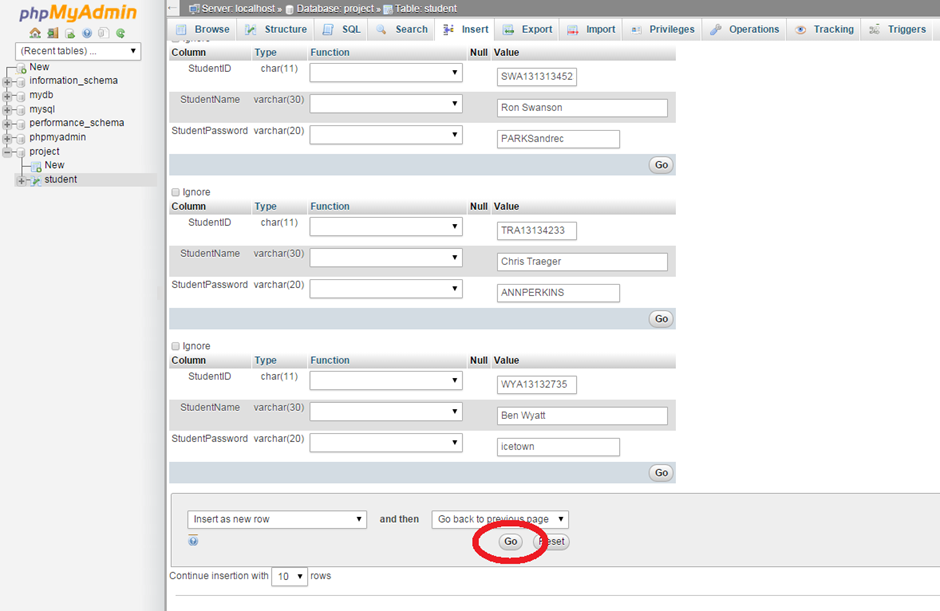 phpMyAdmin
(Recent tables) ...
New
information_schema
mydb
mysql
performance_schema
phpmyadmin
project
New
student
Server: localhost » Database: project » Table: student
Browse Structure SQL Search Insert Export Import Privileges Operations Tracking Triggers
Ignore
Column Type Function Null Value
StudentID char(11) SWA131313452
StudentName varchar(30) Ron Swanson
StudentPassword varchar(20) PARKSandrec
Go
Ignore
Column Type Function Null Value
StudentID char(11) TRA13134233
StudentName varchar(30) Chris Traeger
StudentPassword varchar(20) ANNPERKINS
Go
Ignore
Column Type Function Null Value
StudentID char(11) WYA13132735
StudentName varchar(30) Ben Wyatt
StudentPassword varchar(20) icetown
Go
Insert as new row and then Go back to previous page
Go Reset
Continue insertion with 10 rows